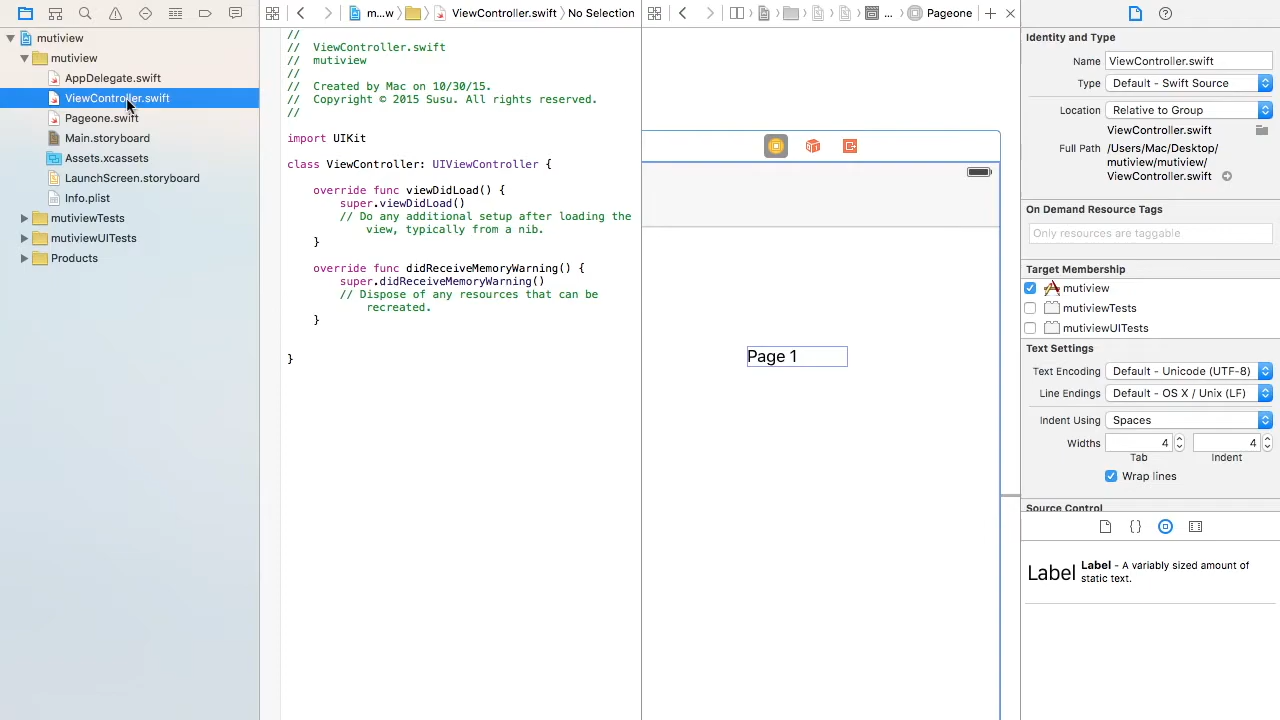 m...w
ViewController.swift
No Selection
...
Pageone
mutiview
mutiview
AppDelegate.swift
ViewController.swift
Pageone.swift
Main.storyboard
Assets.xcassets
LaunchScreen.storyboard
Info.plist
mutiviewTests
mutiviewUITests
Products
//
//  ViewController.swift
//  mutiview
//
//  Created by Mac on 10/30/15.
//  Copyright © 2015 Susu. All rights reserved.
//
import UIKit
class ViewController: UIViewController {
override func viewDidLoad() {
super.viewDidLoad()
// Do any additional setup after loading the
view, typically from a nib.
}
override func didReceiveMemoryWarning() {
super.didReceiveMemoryWarning()
// Dispose of any resources that can be
recreated.
}
}
Page 1
Identity and Type
Name ViewController.swift
Type Default - Swift Source
Location Relative to Group
ViewController.swift
Full Path /Users/Mac/Desktop/
mutiview/mutiview/
ViewController.swift
On Demand Resource Tags
Only resources are taggable
Target Membership
mutiview
mutiviewTests
mutiviewUITests
Text Settings
Text Encoding Default - Unicode (UTF-8)
Line Endings Default - OS X / Unix (LF)
Indent Using Spaces
Widths 4 4
Tab Indent
Wrap lines
Source Control
{}
Label
Label - A variably sized amount of
static text.